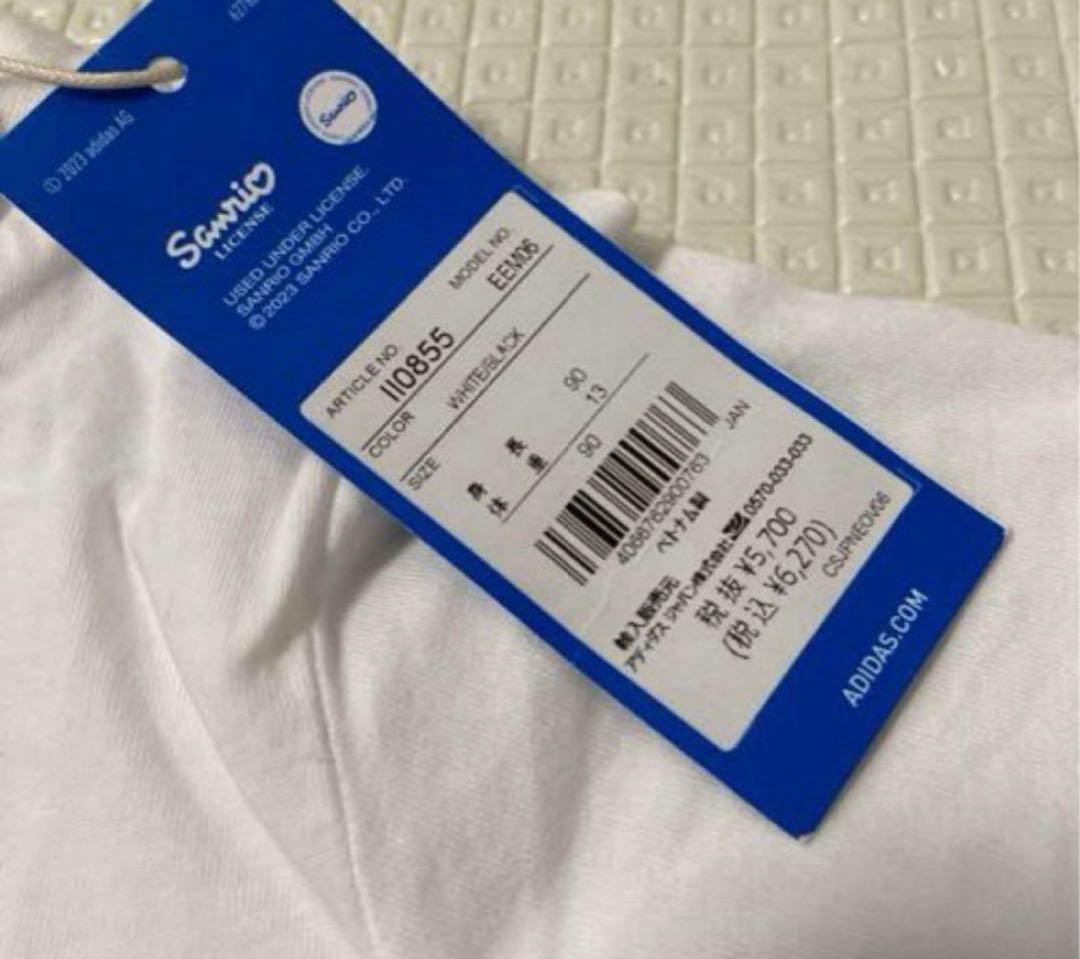 © 2023 adidas AG
Sanrio
Sanrio
LICENSE
USED UNDER LICENSE.
SANRIO GMBH
© 2023 SANRIO CO., LTD.
MODEL NO.
EEM06
ARTICLE NO.
II0855
COLOR WHITE/BLACK
SIZE
身 長 90
体 重 13
90
JAN
4066762900763
ベトナム製
輸入販売元
アディダス ジャパン株式会社 0570-033-033
税 抜 ¥5,700
(税 込 ¥6,270)
CSJPNEOV06
ADIDAS.COM